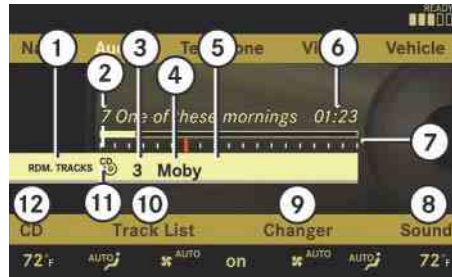 READY
1 Audio 3 5 6 Vehicle
2 4
7 One of these mornings 01:23
7
RDM. TRACKS CD 3 Moby
12 11 10 9 8
CD Track List Changer Sound
72°F AUTO AUTO on AUTO AUTO 72°F